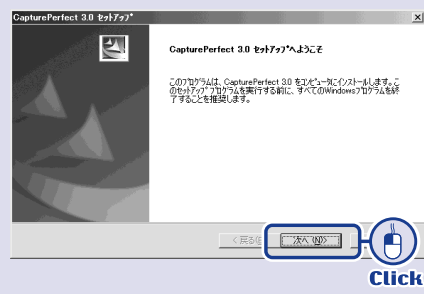 CapturePerfect 3.0 ｾｯﾄｱｯﾌﾟ
CapturePerfect 3.0 ｾｯﾄｱｯﾌﾟへようこそ
このﾌﾟﾛｸﾞﾗﾑは、CapturePerfect 3.0 をｺﾝﾋﾟｭｰﾀにｲﾝｽﾄｰﾙします。こ
のｾｯﾄｱｯﾌﾟ ﾌﾟﾛｸﾞﾗﾑを実行する前に、すべてのWindowsﾌﾟﾛｸﾞﾗﾑを終
了することを推奨します。
< 戻る(B
次へ (N)>
Click